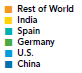 Rest of World
India
Spain
Germany
U.S.
China